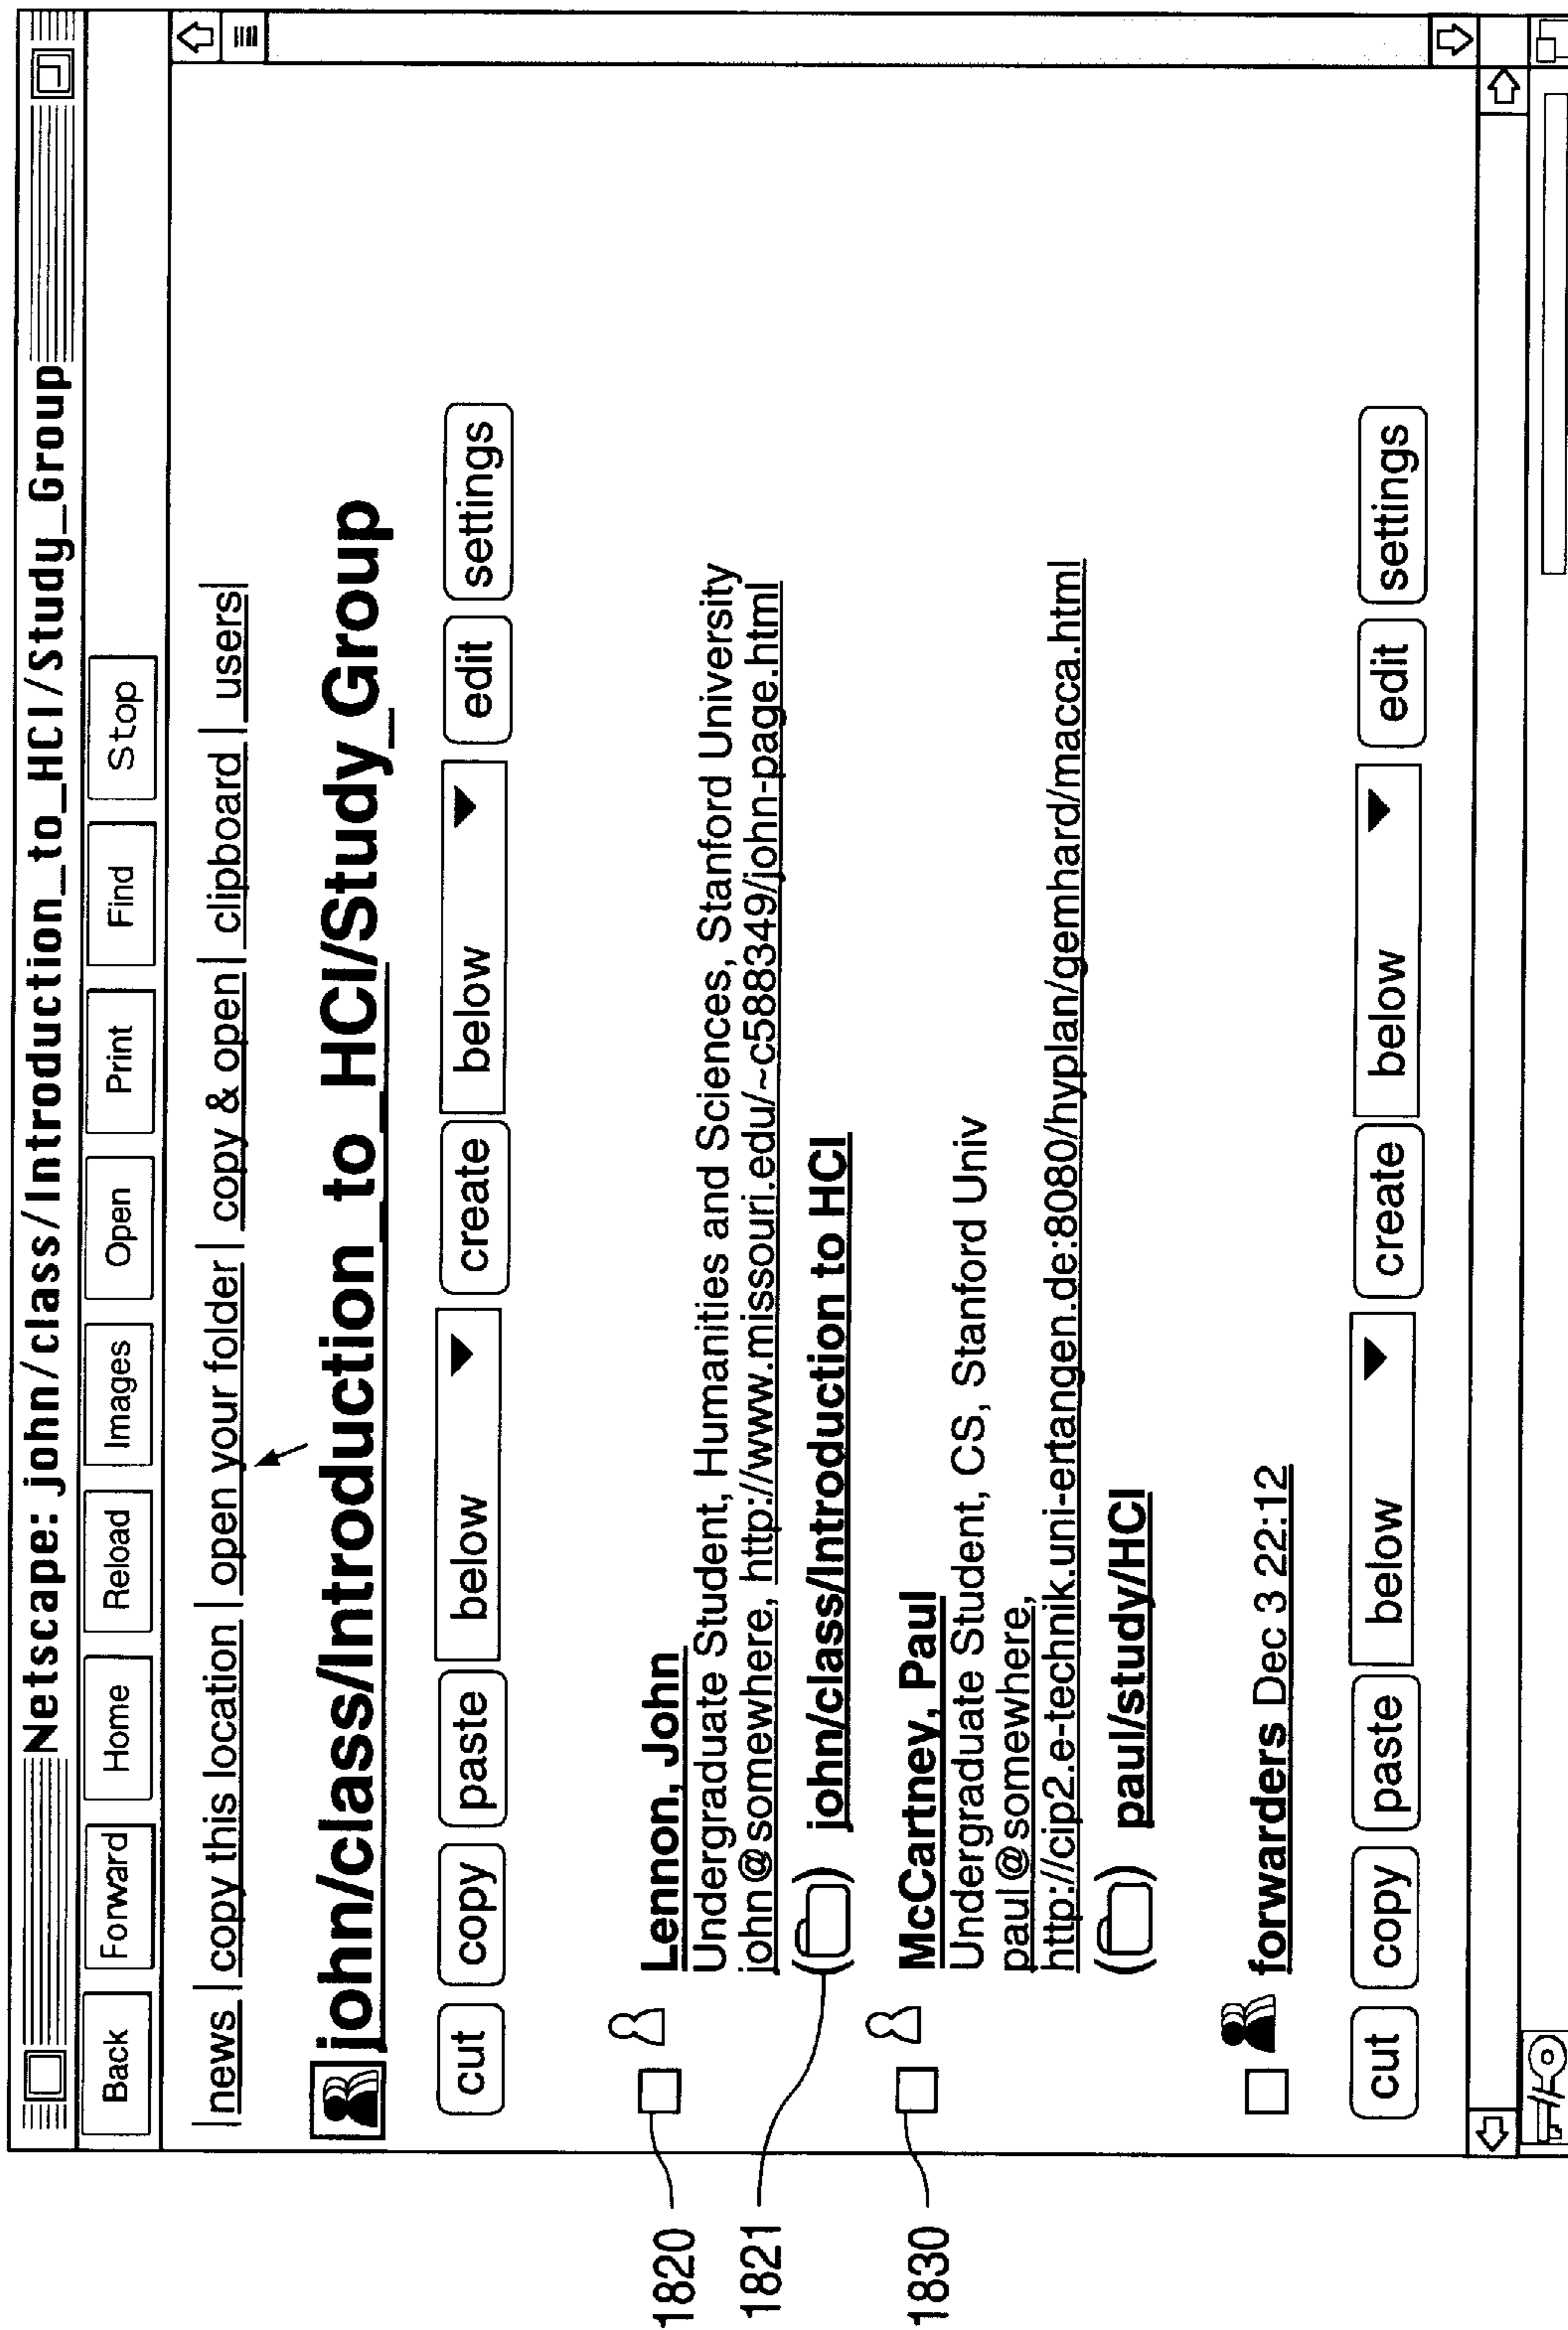 Netscape: john/class/Introduction_to_HCI/Study_Group
Back Forward Home Reload Images Open Print Find Stop
|news |copy this location | open your folder| copy & open| clipboard | users|
john/class/Introduction_to_HCI/Study_Group
cut copy paste below create below edit settings
1820
Lennon, John
Undergraduate Student, Humanities and Sciences, Stanford University
john@somewhere, http://www.missouri.edu/~c588349/john-page.html
1821
( ) john/class/Introduction to HCI
1830
McCartney, Paul
Undergraduate Student, CS, Stanford Univ
paul@somewhere,
http://cip2.e-technik.uni-ertangen.de:8080/hyplan/gemhard/macca.html
( ) paul/study/HCI
forwarders Dec 3 22:12
cut copy paste below create below edit settings